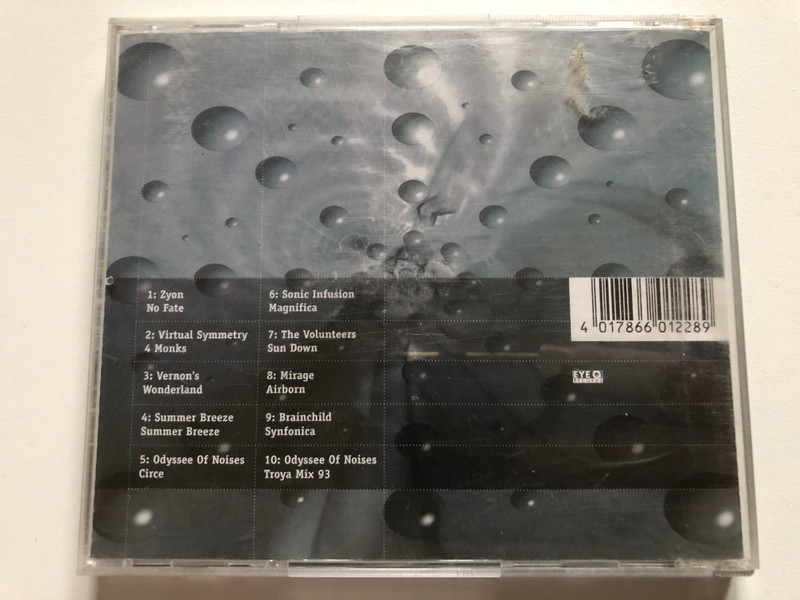 1: Zyon
No Fate
2: Virtual Symmetry
4 Monks
3: Vernon's
Wonderland
4: Summer Breeze
Summer Breeze
5: Odyssee Of Noises
Circe
6: Sonic Infusion
Magnifica
7: The Volunteers
Sun Down
8: Mirage
Airborn
9: Brainchild
Synfonica
10: Odyssee Of Noises
Troya Mix 93
4 017866 012289
EYE Q
RECORDS